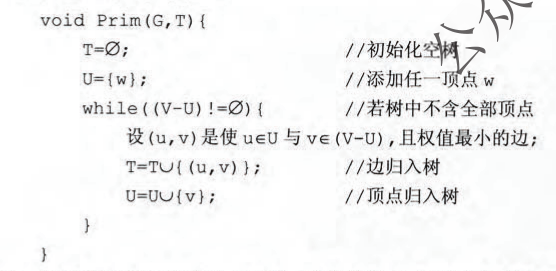 void Prim(G,T){
T=∅; //初始化空树
U={w}; //添加任一顶点 w
while((V-U)!=∅){ //若树中不含全部顶点
设(u,v)是使 u∈U 与 v∈(V-U),且权值最小的边;
T=T∪{(u,v)}; //边归入树
U=U∪{v}; //顶点归入树
}
}